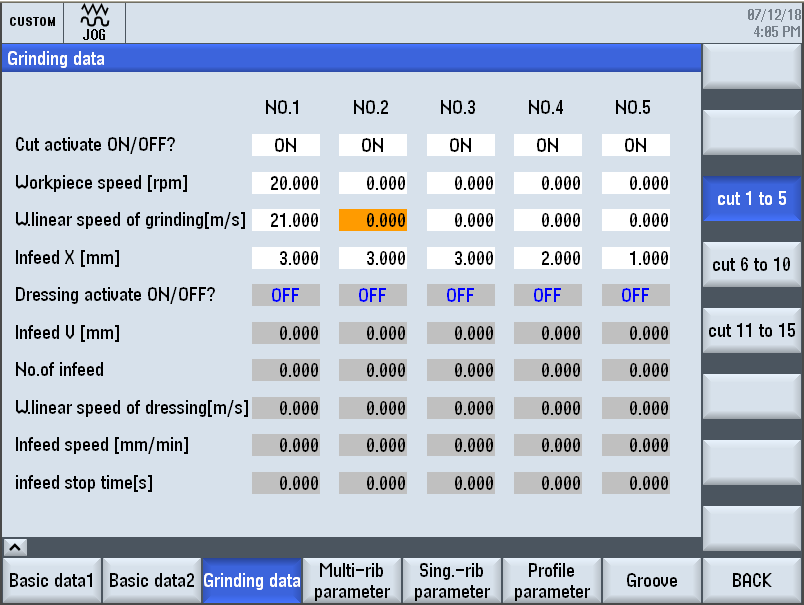 CUSTOM
JOG
07/12/18
4:05 PM
Grinding data
NO.1 NO.2 NO.3 NO.4 NO.5
Cut activate ON/OFF? ON ON ON ON ON
Workpiece speed [rpm] 20.000 0.000 0.000 0.000 0.000
W.linear speed of grinding[m/s] 21.000 0.000 0.000 0.000 0.000
Infeed X [mm] 3.000 3.000 3.000 2.000 1.000
Dressing activate ON/OFF? OFF OFF OFF OFF OFF
Infeed V [mm] 0.000 0.000 0.000 0.000 0.000
No.of infeed 0.000 0.000 0.000 0.000 0.000
W.linear speed of dressing[m/s] 0.000 0.000 0.000 0.000 0.000
Infeed speed [mm/min] 0.000 0.000 0.000 0.000 0.000
infeed stop time[s] 0.000 0.000 0.000 0.000 0.000
cut 1 to 5
cut 6 to 10
cut 11 to 15
Basic data1
Basic data2
Grinding data
Multi-rib
parameter
Sing.-rib
parameter
Profile
parameter
Groove
BACK